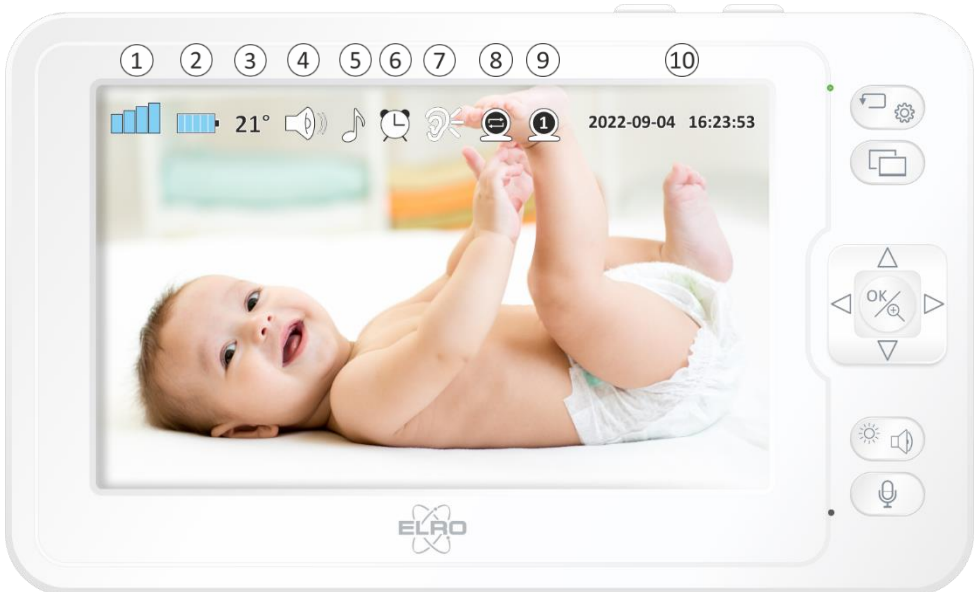 ① ② ③ ④ ⑤ ⑥ ⑦ ⑧ ⑨ ⑩
21° 1 2022-09-04 16:23:53
OK
ELRO